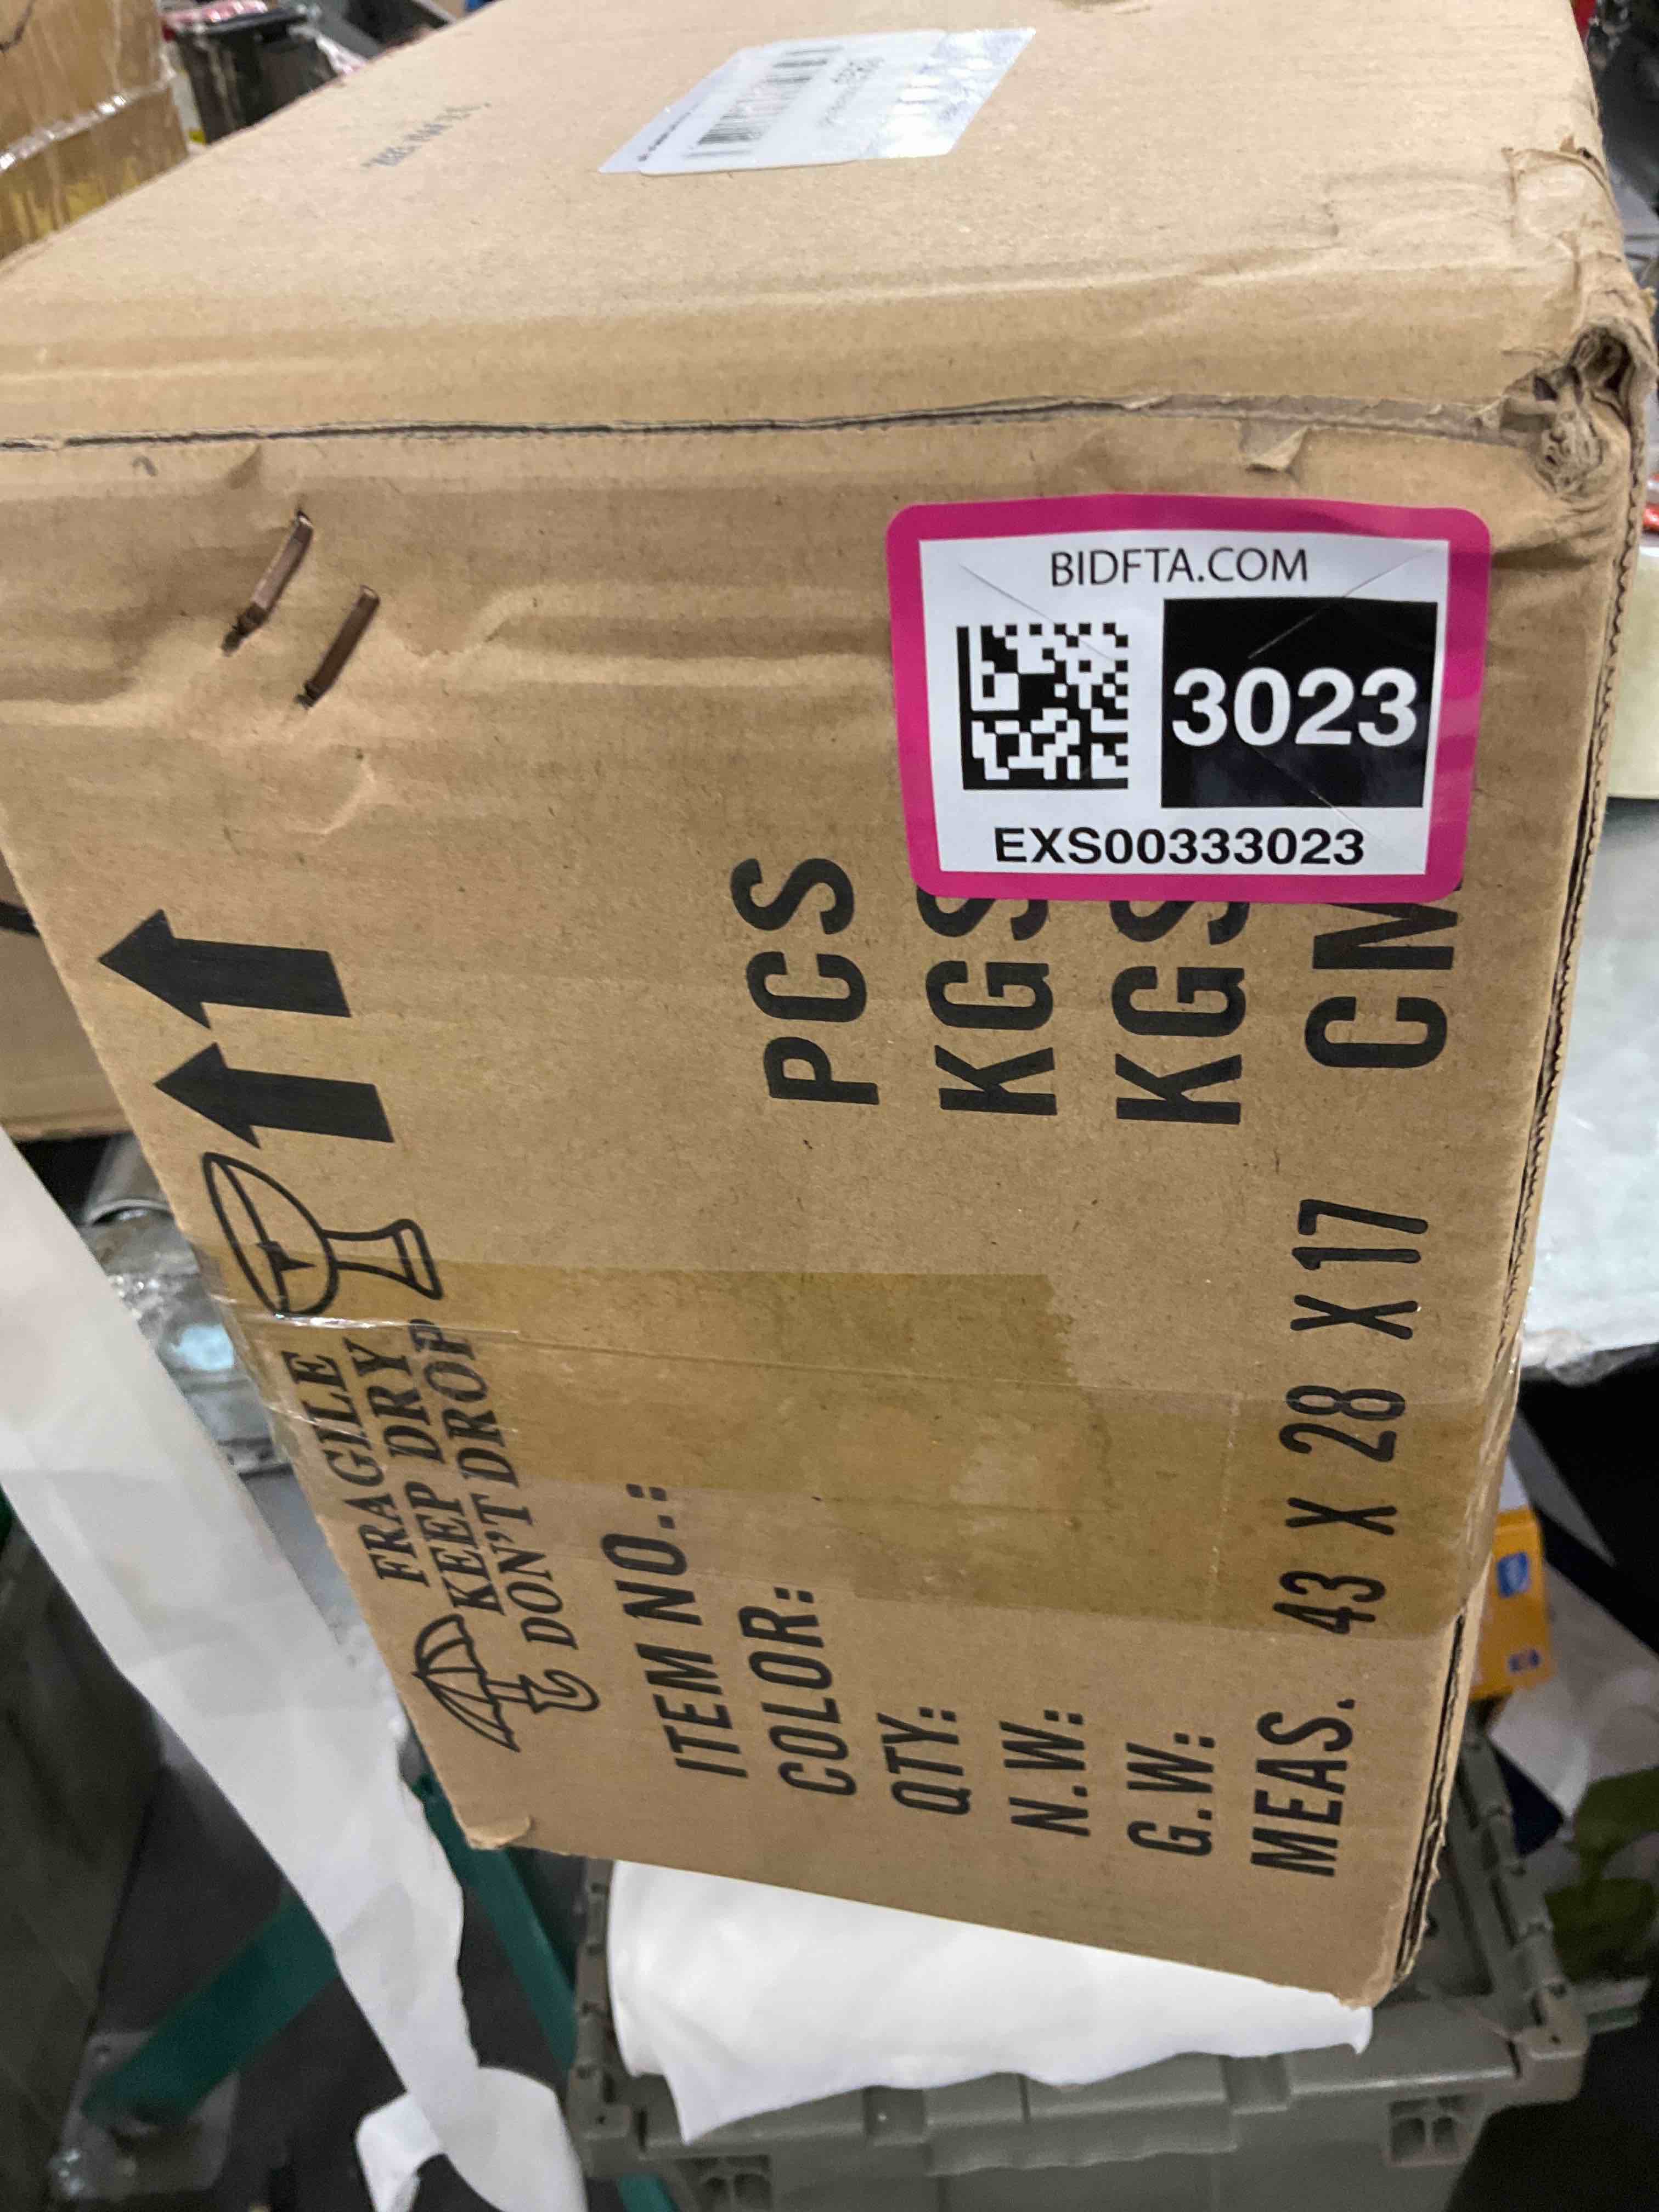 BIDFTA.COM
3023
EXS00333023
FRAGILE
KEEP DRY
DON'T DROP
ITEM NO.:
COLOR:
QTY: PCS
N.W.: KGS
G.W.: KGS
MEAS. 43 X 28 X 17 CM